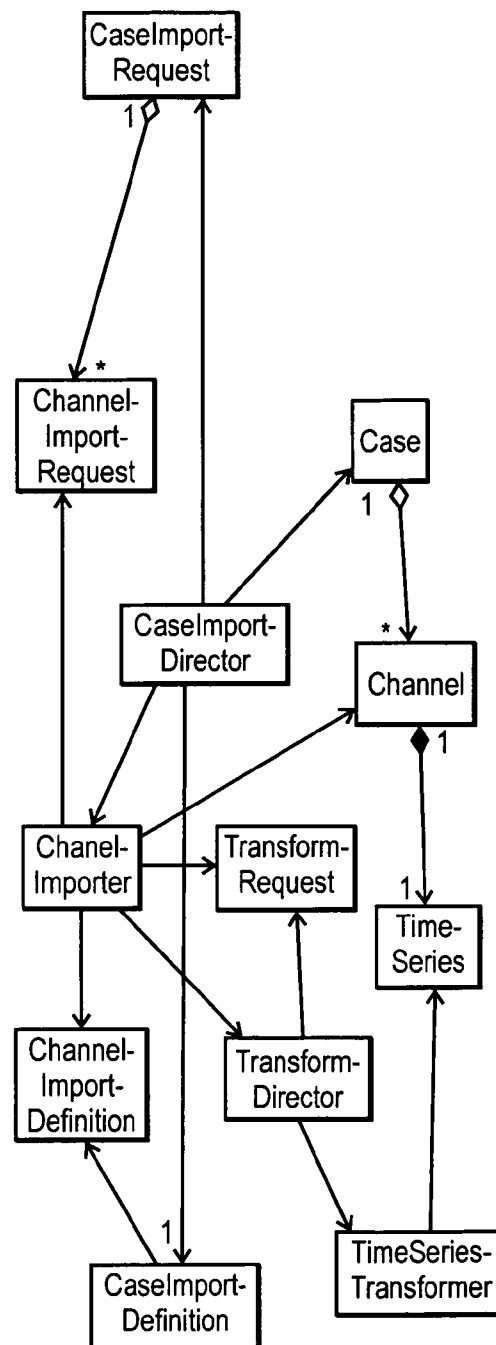 CaseImport-
Request
1
*
Channel-
Import-
Request
Case
1
CaseImport-
Director
*
Channel
1
Chanel-
Importer
Transform-
Request
1
Time-
Series
Channel-
Import-
Definition
Transform-
Director
1
CaseImport-
Definition
TimeSeries-
Transformer